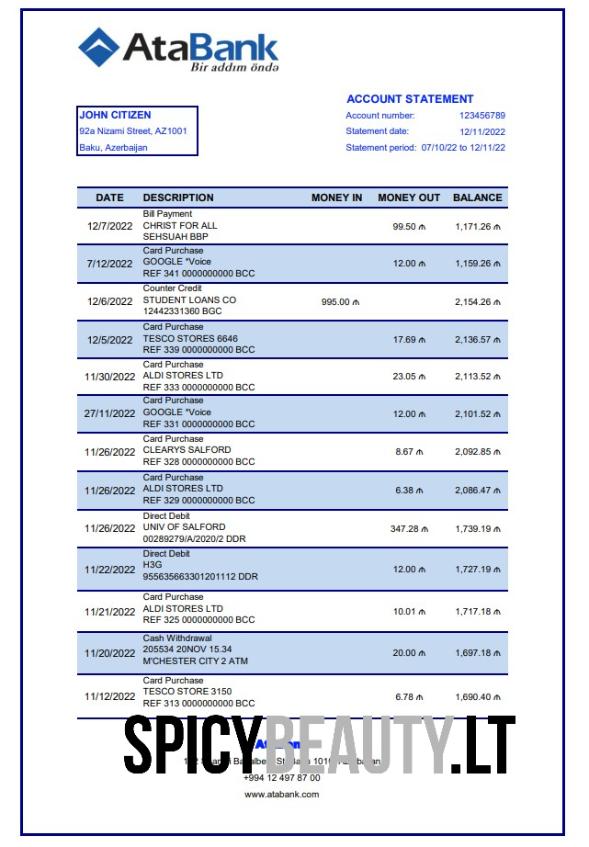 AtaBank
Bir addım öndə
JOHN CITIZEN
92a Nizami Street, AZ1001
Baku, Azerbaijan
ACCOUNT STATEMENT
Account number: 123456789
Statement date: 12/11/2022
Statement period: 07/10/22 to 12/11/22
DATE DESCRIPTION MONEY IN MONEY OUT BALANCE
Bill Payment
12/7/2022 CHRIST FOR ALL 99.50 ₼ 1,171.26 ₼
SEHSUAH BBP
Card Purchase
7/12/2022 GOOGLE *Voice 12.00 ₼ 1,159.26 ₼
REF 341 0000000000 BCC
Counter Credit
12/6/2022 STUDENT LOANS CO 995.00 ₼ 2,154.26 ₼
12442331360 BGC
Card Purchase
12/5/2022 TESCO STORES 6646 17.69 ₼ 2,136.57 ₼
REF 339 0000000000 BCC
Card Purchase
11/30/2022 ALDI STORES LTD 23.05 ₼ 2,113.52 ₼
REF 333 0000000000 BCC
Card Purchase
27/11/2022 GOOGLE *Voice 12.00 ₼ 2,101.52 ₼
REF 331 0000000000 BCC
Card Purchase
11/26/2022 CLEARYS SALFORD 8.67 ₼ 2,092.85 ₼
REF 328 0000000000 BCC
Card Purchase
11/26/2022 ALDI STORES LTD 6.38 ₼ 2,086.47 ₼
REF 329 0000000000 BCC
Direct Debit
11/26/2022 UNIV OF SALFORD 347.28 ₼ 1,739.19 ₼
00289279/A/2020/2 DDR
Direct Debit
11/22/2022 H3G 12.00 ₼ 1,727.19 ₼
955635663301201112 DDR
Card Purchase
11/21/2022 ALDI STORES LTD 10.01 ₼ 1,717.18 ₼
REF 325 0000000000 BCC
Cash Withdrawal
11/20/2022 205534 20NOV 15.34 20.00 ₼ 1,697.18 ₼
M'CHESTER CITY 2 ATM
Card Purchase
11/12/2022 TESCO STORE 3150 6.78 ₼ 1,690.40 ₼
REF 313 0000000000 BCC
SPICYBEAUTY.LT
+994 12 497 87 00
www.atabank.com